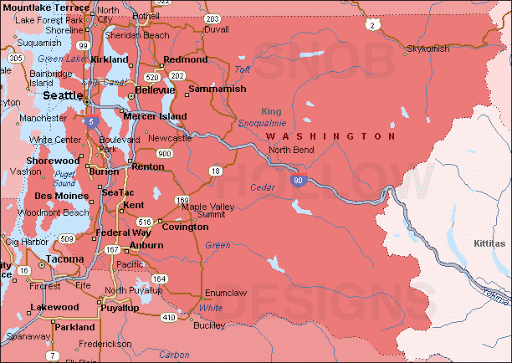 Mountlake Terrace
North
City
Bothell
203
Duvall
Lake Forest Park
Shoreline
Sheridan Beach
2
Skykomish
Suquamish
99
Green Lake
Kirkland
Redmond
305
SHOB
Bainbridge
Island
520
202
Tolt
Bellevue
Sammamish
Seattle
Manchester
5
Mercer Island
King
Snoqualmie
WASHINGTON
White Center
Boulevard
Park
Newcastle
North Bend
Shorewood
900
Vashon
Puget
Sound
Burien
Renton
18
HOLLOW
90
Cedar
SeaTac
Des Moines
169
Maple Valley
Summit
Woodmont Beach
Kent
516
Covington
Gig Harbor
509
Federal Way
167
Auburn
Green
Kittitas
Tacoma
Pacific
16
164
Yakima
Fircrest
Fife
North Puyallup
Enumclaw
DESIGNS
Lakewood
Puyallup
White
410
Buckley
Parkland
Spanaway
7
Frederickson
Carbon
Elk Plain